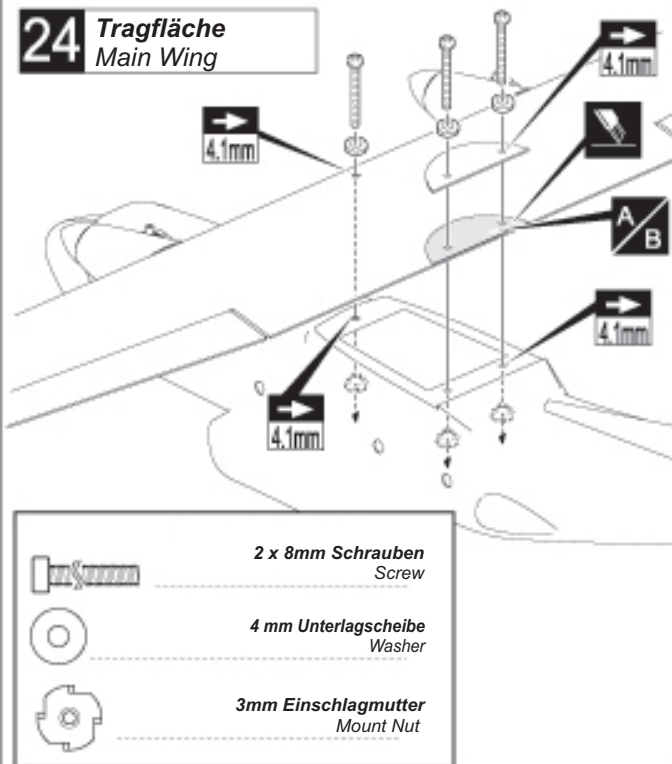 24 Tragfläche
Main Wing
4.1mm
4.1mm
A/B
4.1mm
4.1mm
2 x 8mm Schrauben
Screw
4 mm Unterlagscheibe
Washer
3mm Einschlagmutter
Mount Nut